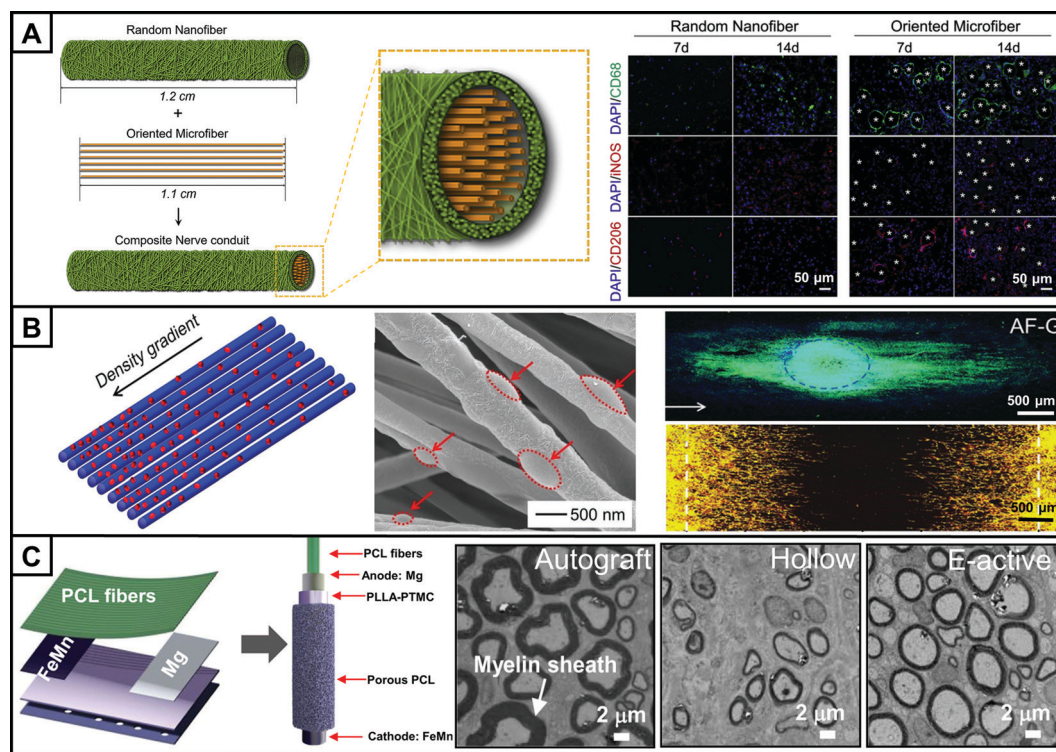 A
Random Nanofiber
1.2 cm
+
Oriented Microfiber
1.1 cm
Composite Nerve conduit
Random Nanofiber
7d 14d
Oriented Microfiber
7d 14d
DAPI/CD68
DAPI/iNOS
DAPI/CD206
50 μm
50 μm
B
Density gradient
500 nm
AF-G
500 μm
500 μm
C
PCL fibers
FeMn
Mg
PCL fibers
Anode: Mg
PLLA-PTMC
Porous PCL
Cathode: FeMn
Autograft
Myelin sheath
2 μm
Hollow
2 μm
E-active
2 μm